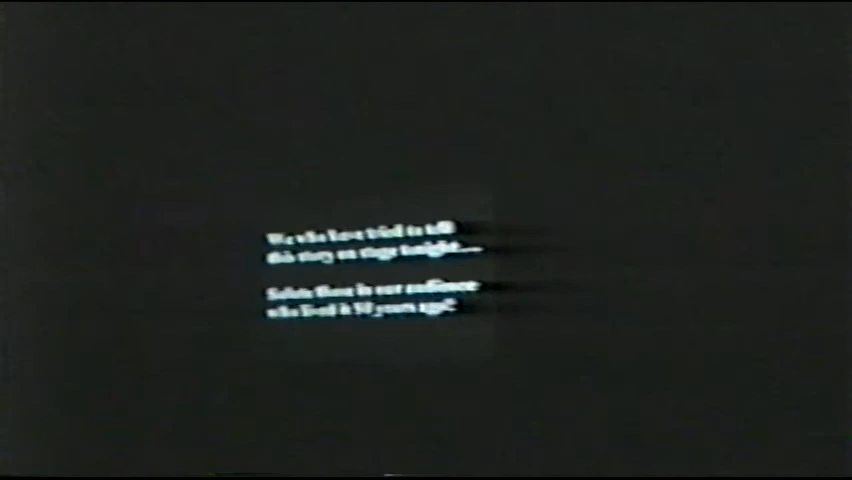 We who have tried to tell
this story on stage tonight....
Salute those in our audience
who lived it 50 years ago!